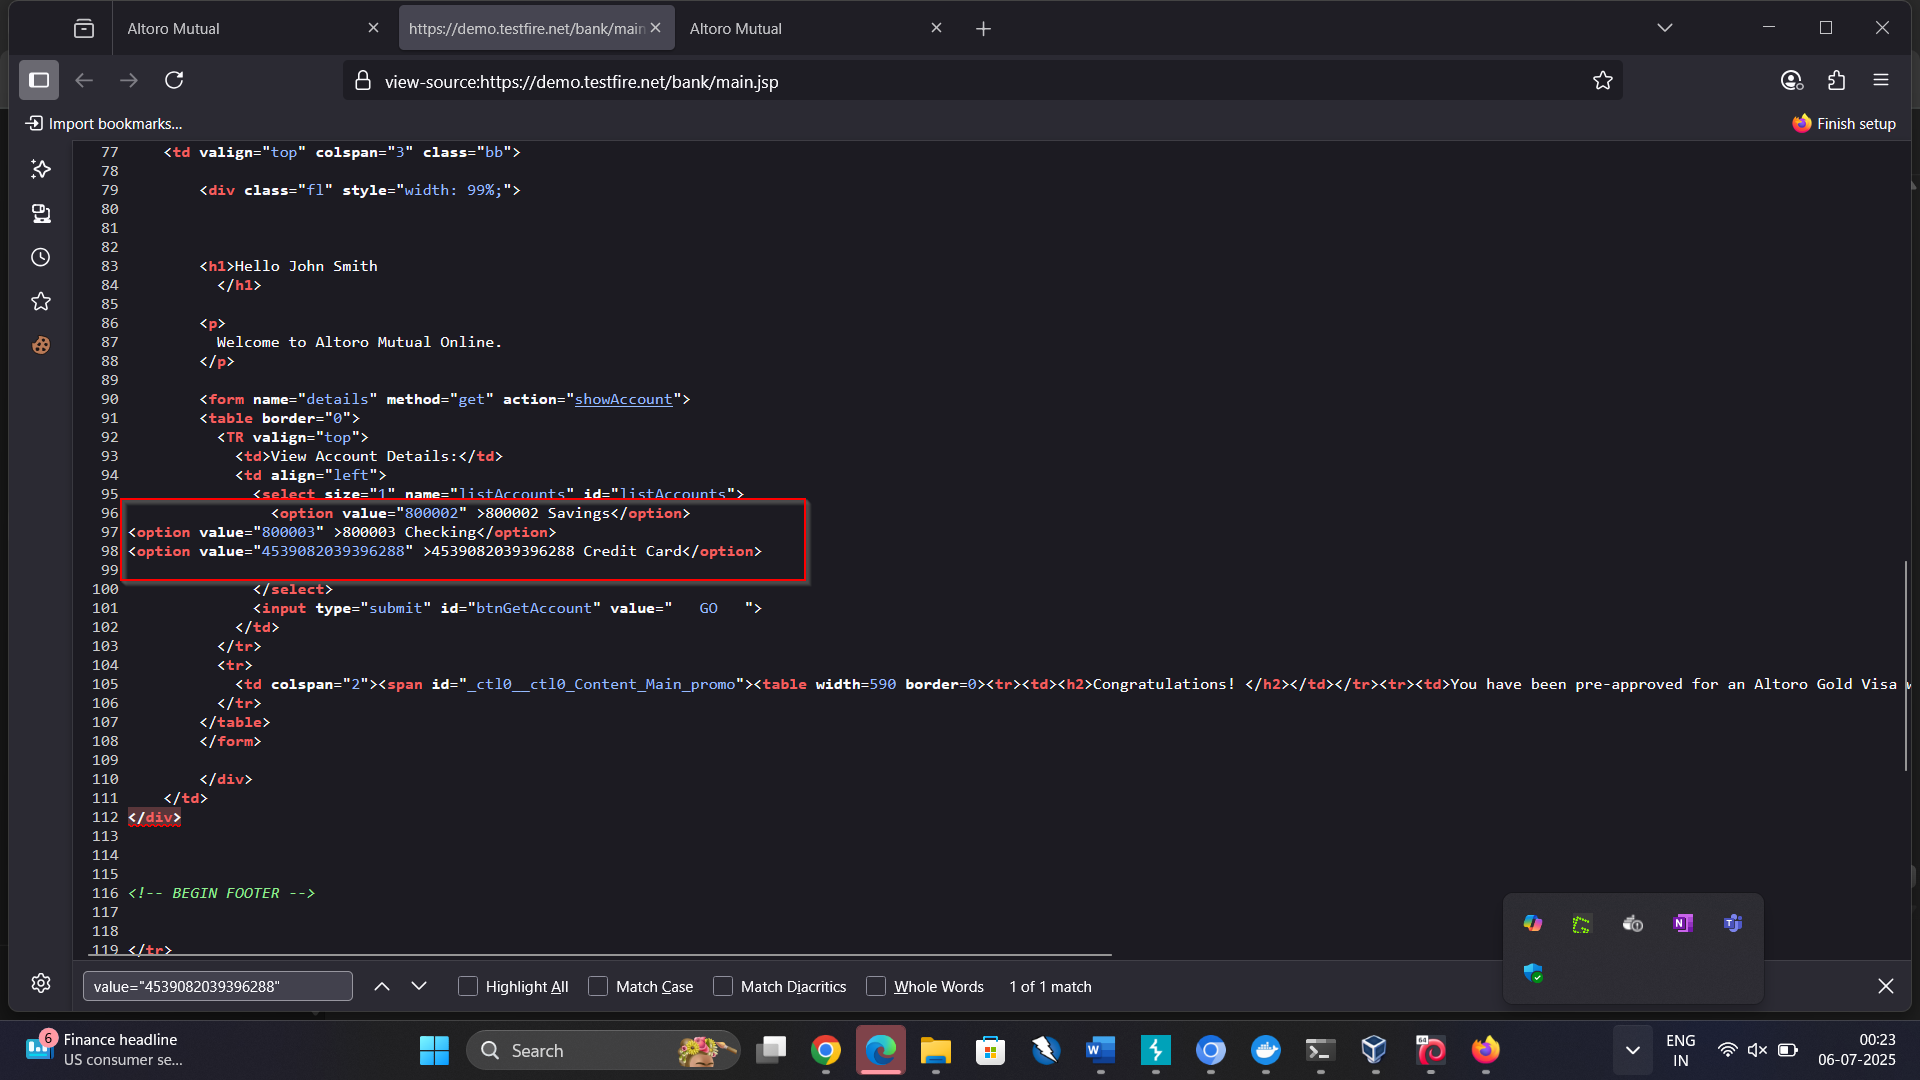 Altoro Mutual
https://demo.testfire.net/bank/main
Altoro Mutual
view-source:https://demo.testfire.net/bank/main.jsp
Import bookmarks...
Finish setup
77 <td valign="top" colspan="3" class="bb">
78
79 <div class="fl" style="width: 99%;">
80
81
82
83 <h1>Hello John Smith
84 </h1>
85
86 <p>
87 Welcome to Altoro Mutual Online.
88 </p>
89
90 <form name="details" method="get" action="showAccount">
91 <table border="0">
92 <TR valign="top">
93 <td>View Account Details:</td>
94 <td align="left">
95 <select size="1" name="listAccounts" id="listAccounts">
96 <option value="800002" >800002 Savings</option>
97 <option value="800003" >800003 Checking</option>
98 <option value="4539082039396288" >4539082039396288 Credit Card</option>
99
100 </select>
101 <input type="submit" id="btnGetAccount" value="   GO   ">
102 </td>
103 </tr>
104 <tr>
105 <td colspan="2"><span id="_ctl0__ctl0_Content_Main_promo"><table width=590 border=0><tr><td><h2>Congratulations! </h2></td></tr><tr><td>You have been pre-approved for an Altoro Gold Visa w
106 </tr>
107 </table>
108 </form>
109
110 </div>
111 </td>
112 </div>
113
114
115
116 <!-- BEGIN FOOTER -->
117
118
119 </tr>
value="4539082039396288"
Highlight All
Match Case
Match Diacritics
Whole Words
1 of 1 match
6
Finance headline
US consumer se...
Search
ENG
IN
00:23
06-07-2025